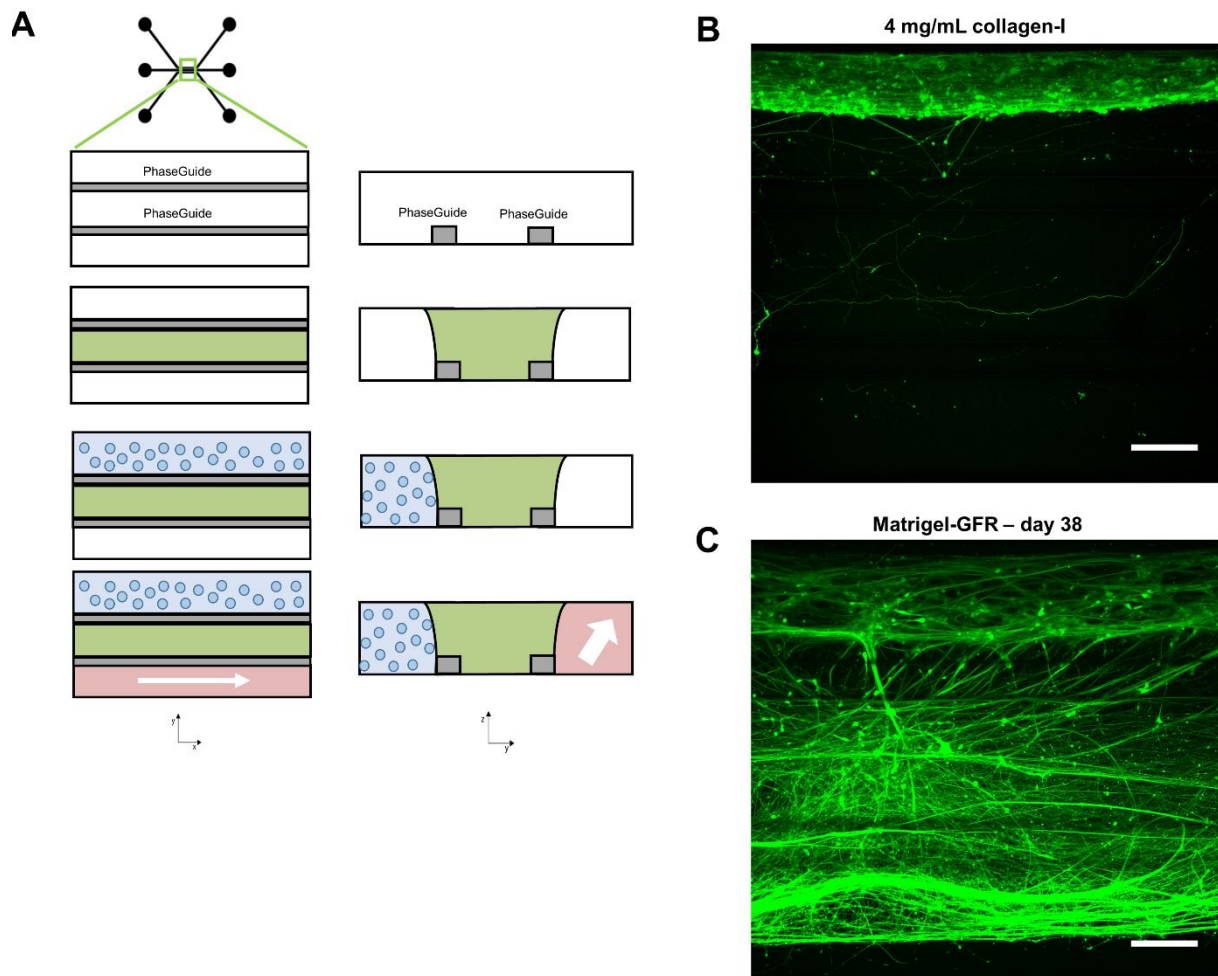 A
PhaseGuide
PhaseGuide
y
x
PhaseGuide PhaseGuide
z
y
B
4 mg/mL collagen-I
C
Matrigel-GFR – day 38